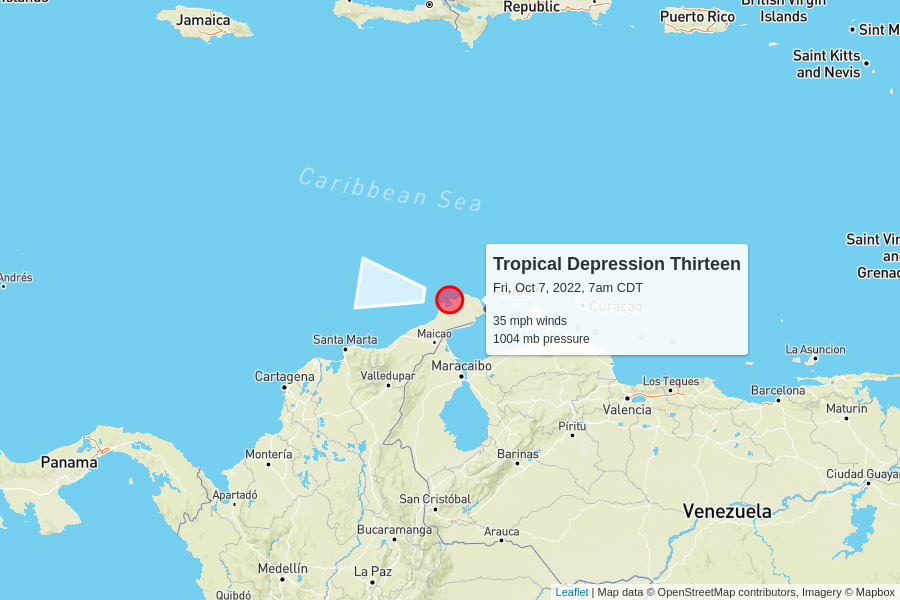 Islands
Jamaica
Republic
Puerto Rico
British Virgin
Islands
Sint M
Saint Kitts
and Nevis
Caribbean Sea
Andrés
Saint Vin
an
Grenad
Tropical Depression Thirteen
Fri, Oct 7, 2022, 7am CDT
Curacao
35 mph winds
1004 mb pressure
Maicao
Santa Marta
La Asuncion
Maracaibo
Cartagena
Valledupar
Los Teques
Barcelona
Valencia
Maturin
Píritu
Montería
Barinas
Panama
Ciudad Guaya
Apartadó
San Cristóbal
Venezuela
Bucaramanga
Arauca
Medellín
La Paz
Quibdó
Leaflet | Map data © OpenStreetMap contributors, Imagery © Mapbox